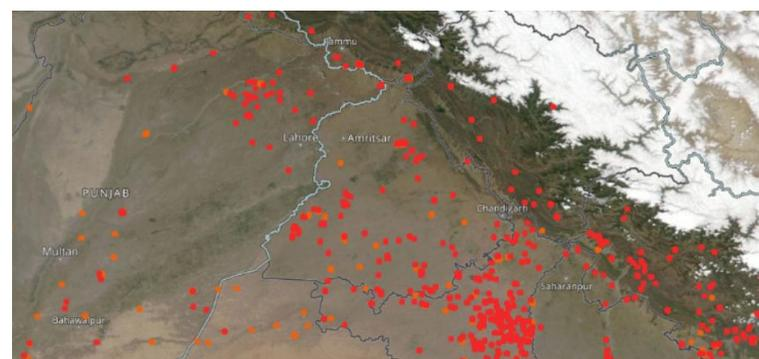 Jammu
Lahore
Amritsar
PUNJAB
Chandigarh
Multan
Saharanpur
Bahawalpur